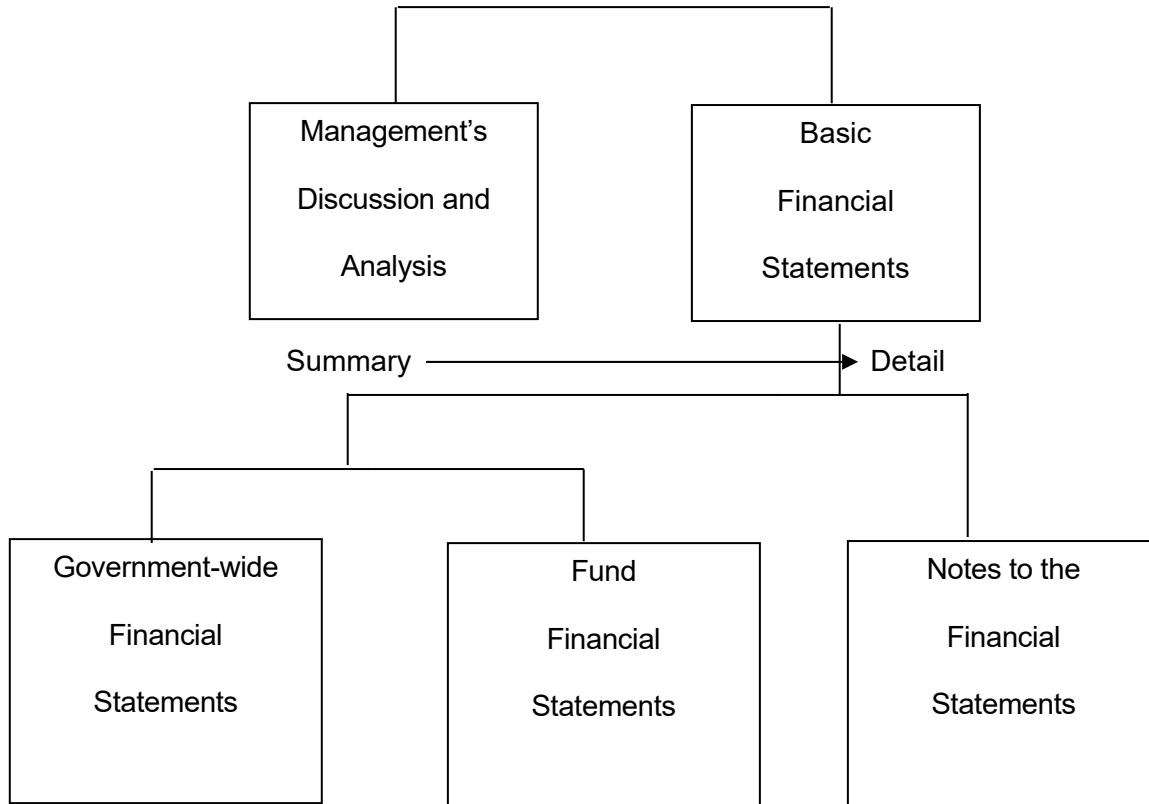 Management’s
Discussion and
Analysis
Basic
Financial
Statements
Summary
Detail
Government-wide
Financial
Statements
Fund
Financial
Statements
Notes to the
Financial
Statements